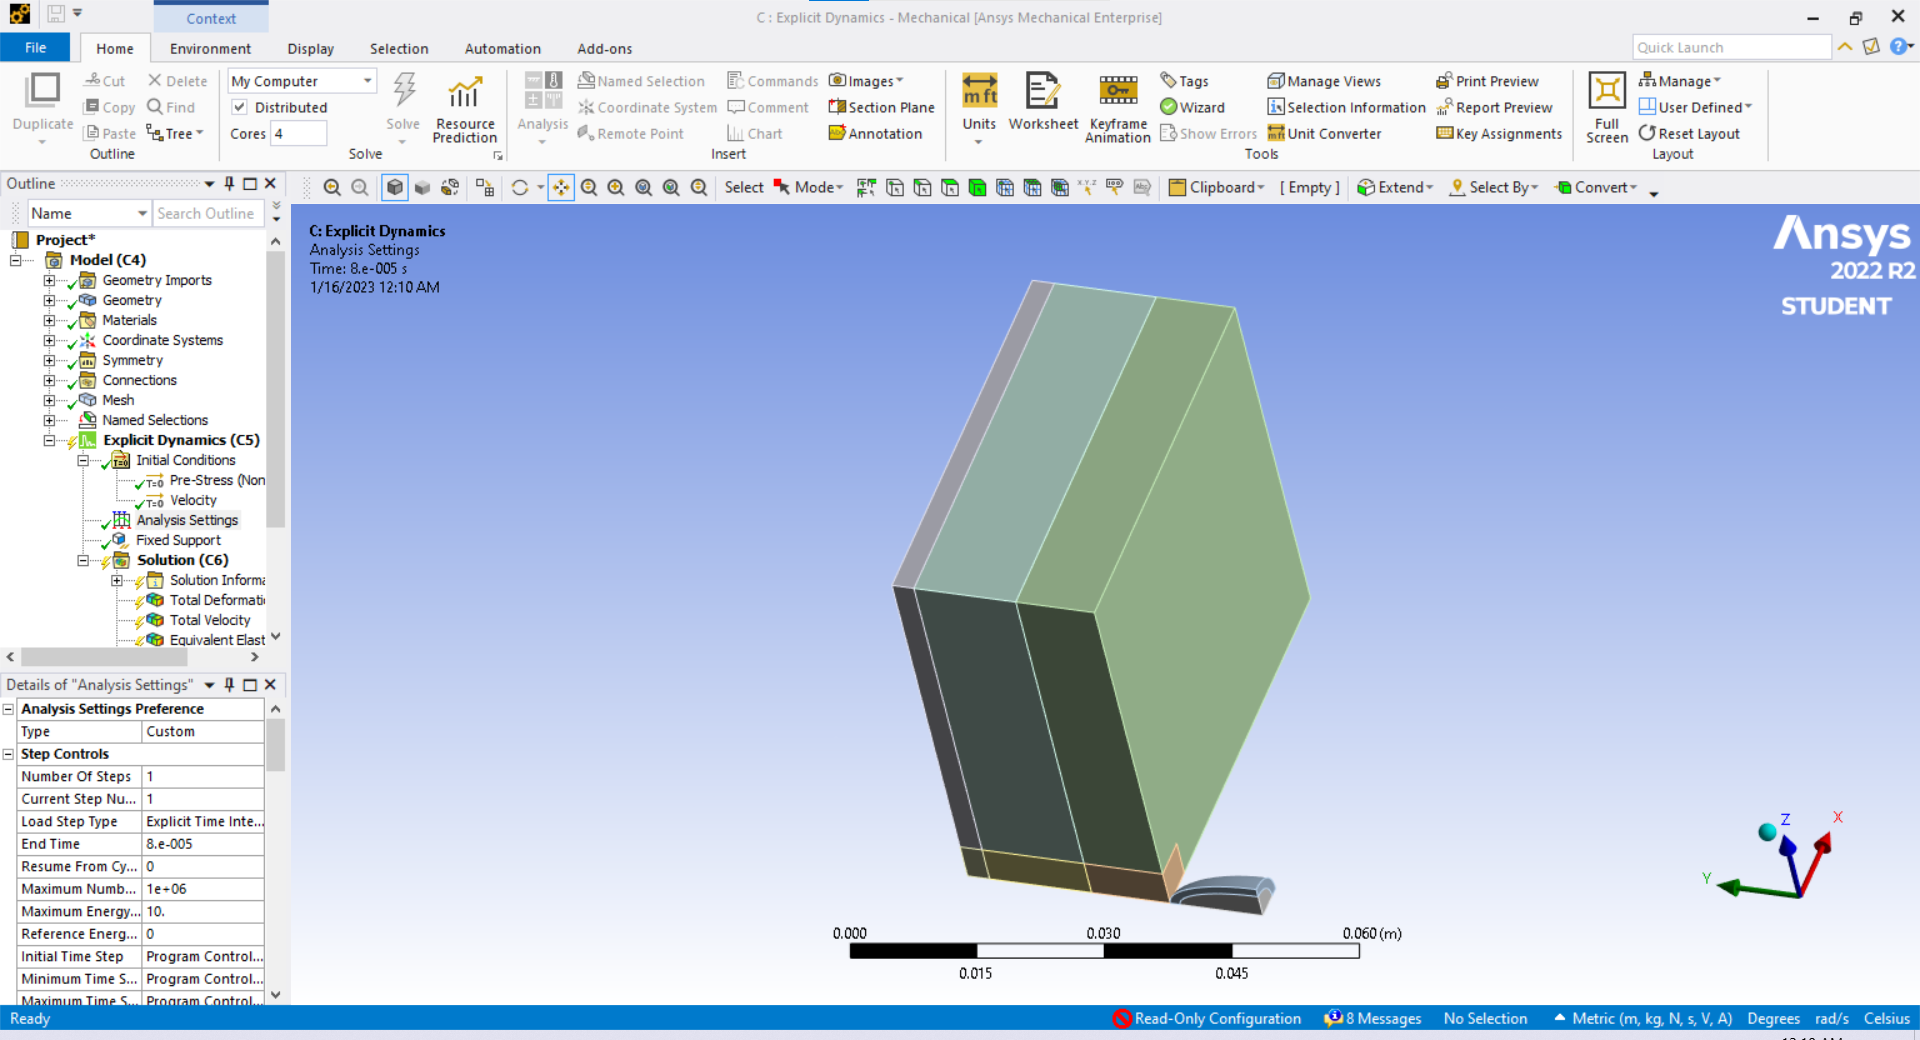 Context
C : Explicit Dynamics - Mechanical [Ansys Mechanical Enterprise]
File
Home
Environment
Display
Selection
Automation
Add-ons
Quick Launch
Duplicate
Cut
Copy
Paste
Delete
Find
Tree
Outline
My Computer
Distributed
Cores 4
Solve
Resource
Prediction
Solve
Analysis
Named Selection
Coordinate System
Remote Point
Commands
Comment
Chart
Images
Section Plane
Annotation
Insert
Units
Worksheet
Keyframe
Animation
Tags
Wizard
Show Errors
Manage Views
Selection Information
Unit Converter
Print Preview
Report Preview
Key Assignments
Tools
Full
Screen
Manage
User Defined
Reset Layout
Layout
Outline
Name
Search Outline
Select
Mode
Clipboard
[ Empty ]
Extend
Select By
Convert
Project*
Model (C4)
Geometry Imports
Geometry
Materials
Coordinate Systems
Symmetry
Connections
Mesh
Named Selections
Explicit Dynamics (C5)
Initial Conditions
Pre-Stress (Non
Velocity
Analysis Settings
Fixed Support
Solution (C6)
Solution Informa
Total Deformati
Total Velocity
Equivalent Elast
Details of "Analysis Settings"
Analysis Settings Preference
Type Custom
Step Controls
Number Of Steps 1
Current Step Nu... 1
Load Step Type Explicit Time Inte...
End Time 8.e-005
Resume From Cy... 0
Maximum Numb... 1e+06
Maximum Energy... 10.
Reference Energ... 0
Initial Time Step Program Control...
Minimum Time S... Program Control...
Maximum Time S... Program Control...
C: Explicit Dynamics
Analysis Settings
Time: 8.e-005 s
1/16/2023 12:10 AM
Ansys
2022 R2
STUDENT
Z
X
Y
0.000
0.030
0.060 (m)
0.015
0.045
Ready
Read-Only Configuration
8 Messages
No Selection
Metric (m, kg, N, s, V, A)
Degrees
rad/s
Celsius